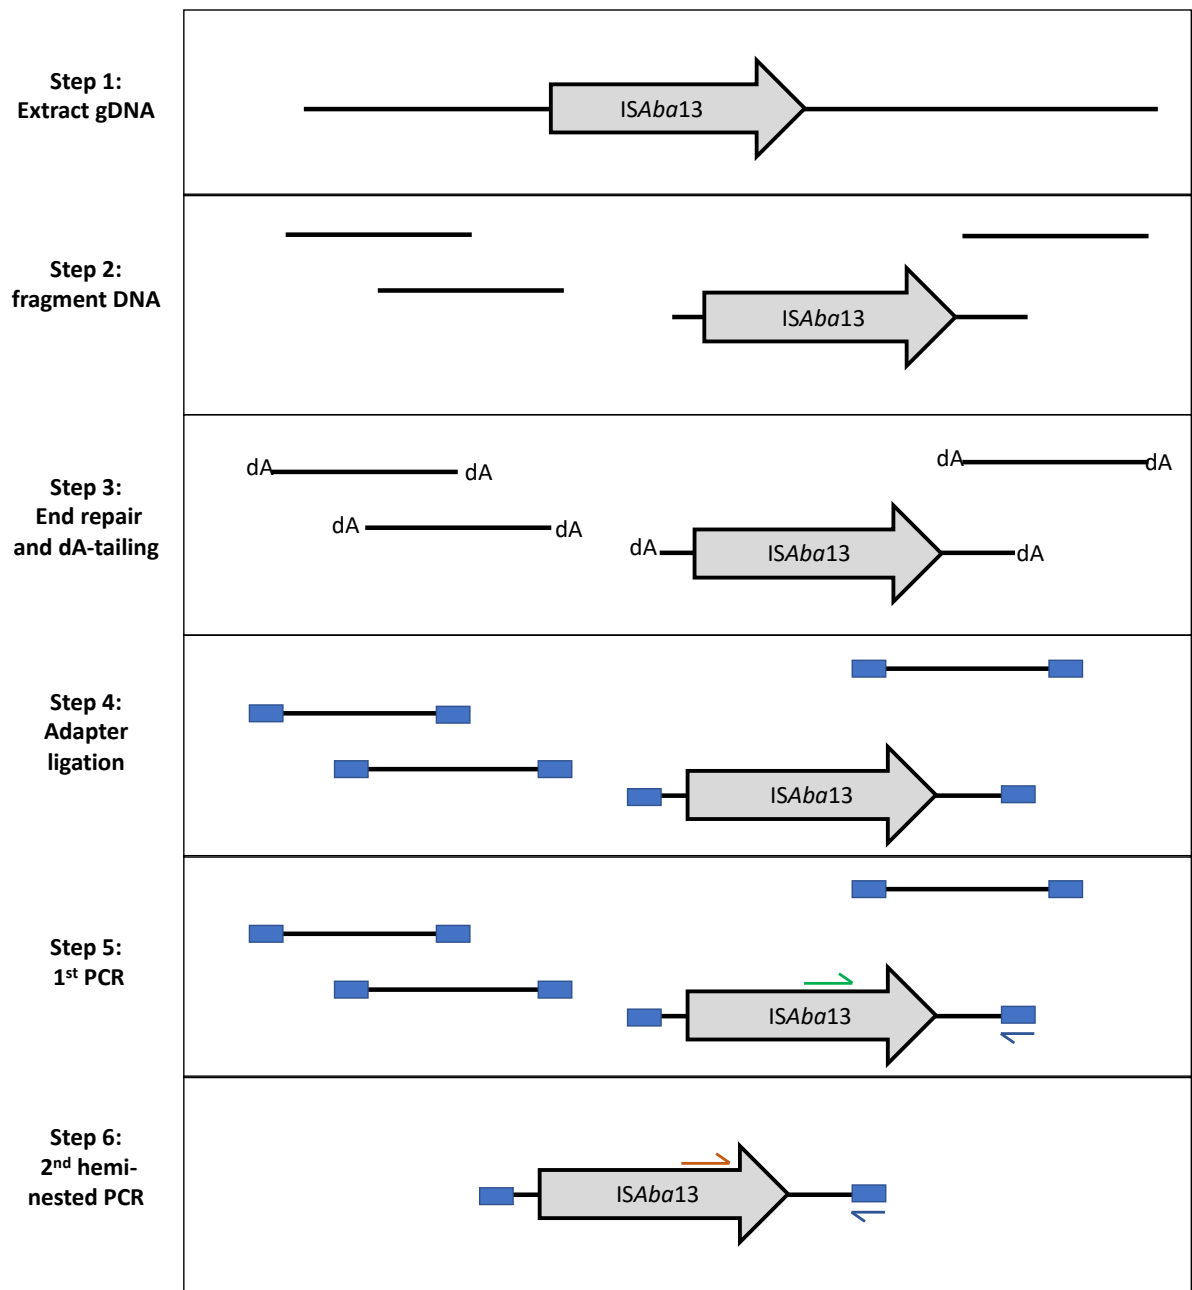 Step 1:
Extract gDNA
ISAba13
Step 2:
fragment DNA
ISAba13
Step 3:
End repair
and dA-tailing
dA
dA
dA
dA
dA
dA
dA
dA
ISAba13
Step 4:
Adapter
ligation
ISAba13
Step 5:
1st PCR
ISAba13
Step 6:
2nd hemi-
nested PCR
ISAba13